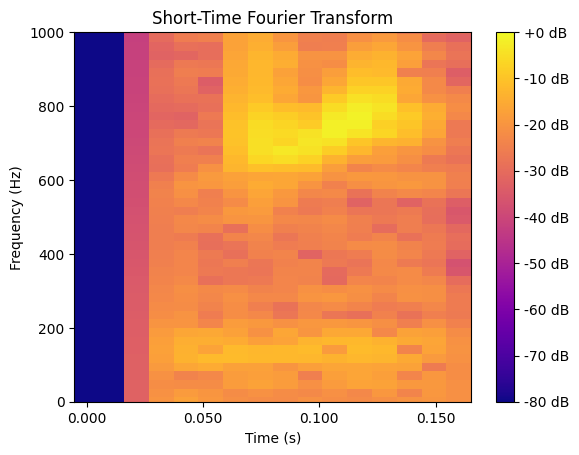 Short-Time Fourier Transform
1000
800
600
400
200
0
Frequency (Hz)
0.000
0.050
0.100
0.150
Time (s)
+0 dB
-10 dB
-20 dB
-30 dB
-40 dB
-50 dB
-60 dB
-70 dB
-80 dB